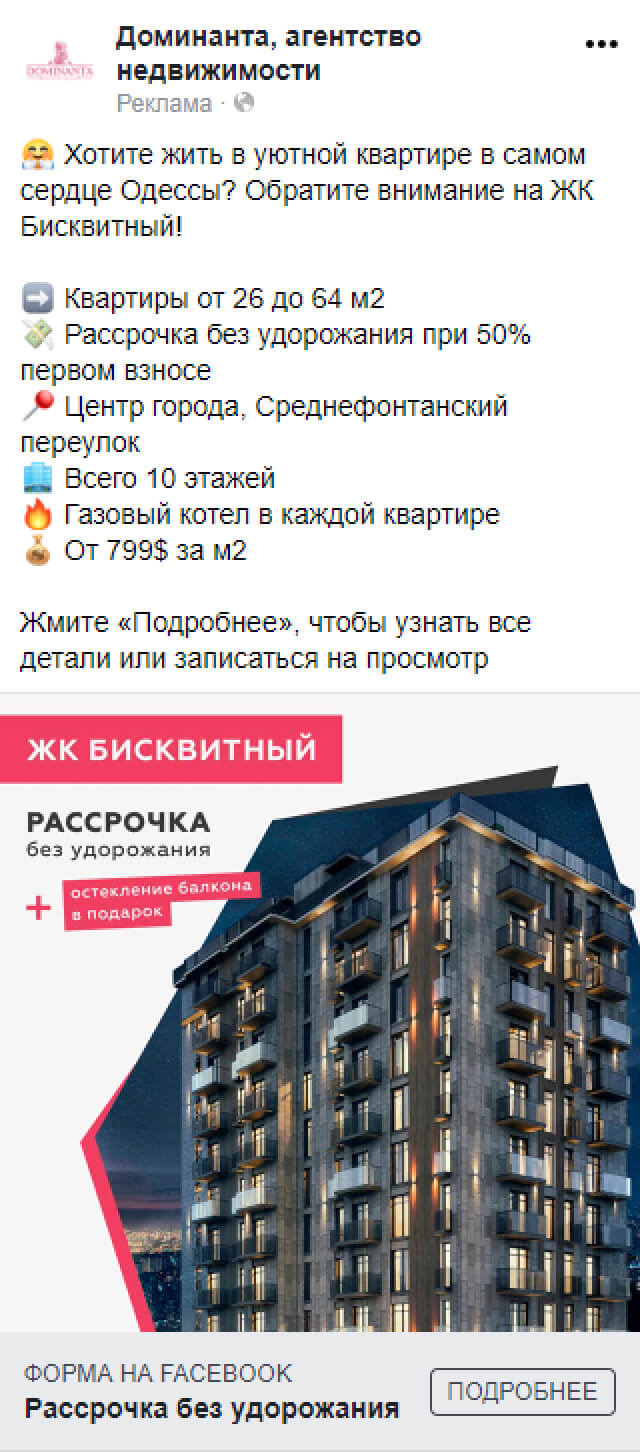 DOMINANTA
Доминанта, агентство
недвижимости
Реклама ·
🤗 Хотите жить в уютной квартире в самом
сердце Одессы? Обратите внимание на ЖК
Бисквитный!
➡️ Квартиры от 26 до 64 м2
💸 Рассрочка без удорожания при 50%
первом взносе
📍 Центр города, Среднефонтанский
переулок
🏢 Всего 10 этажей
🔥 Газовый котел в каждой квартире
💰 От 799$ за м2
Жмите «Подробнее», чтобы узнать все
детали или записаться на просмотр
ЖК БИСКВИТНЫЙ
РАССРОЧКА
без удорожания
+ остекление балкона
в подарок
ФОРМА НА FACEBOOK
Рассрочка без удорожания
ПОДРОБНЕЕ